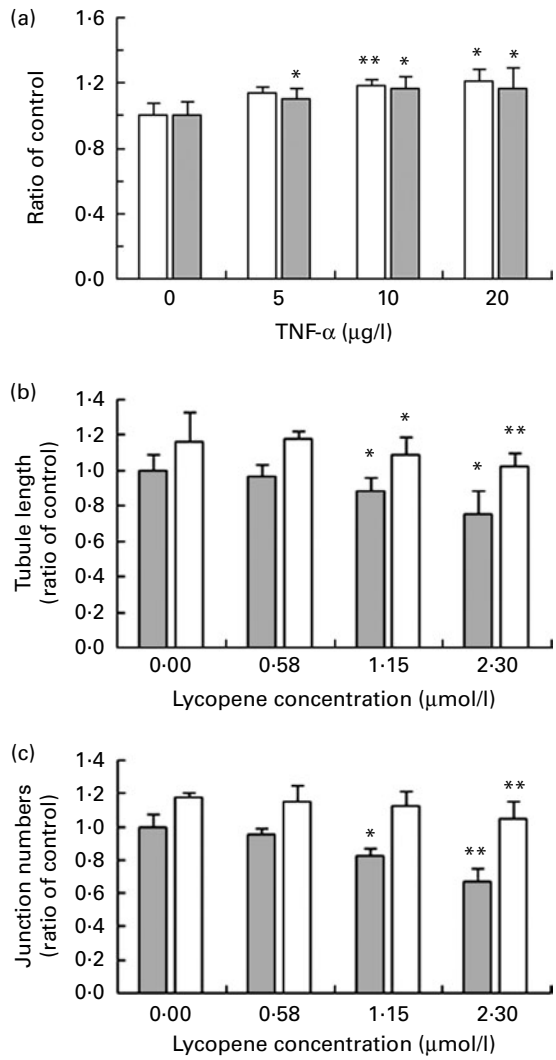 (a)
1·6
1·2
0·8
0·4
0·0
Ratio of control
* ** * * *
0 5 10 20
TNF-α (μg/l)
(b)
1·4
1·2
1·0
0·8
0·6
0·4
0·2
0·0
Tubule length
(ratio of control)
* * * **
0·00 0·58 1·15 2·30
Lycopene concentration (μmol/l)
(c)
1·4
1·2
1·0
0·8
0·6
0·4
0·2
0·0
Junction numbers
(ratio of control)
* ** **
0·00 0·58 1·15 2·30
Lycopene concentration (μmol/l)